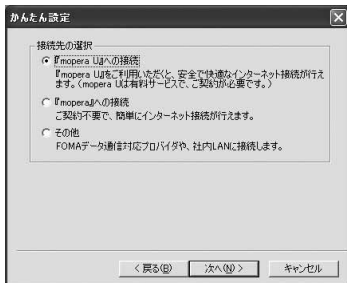 かんたん設定
接続先の選択
『mopera U』への接続
『mopera U』をご利用いただくと、安全で快適なインターネット接続が行え
ます。(mopera Uは有料サービスで、ご契約が必要です。)
『mopera』への接続
ご契約不要で、簡単にインターネット接続が行えます。
その他
FOMAデータ通信対応プロバイダや、社内LANに接続します。
< 戻る(B) 次へ(N) > キャンセル